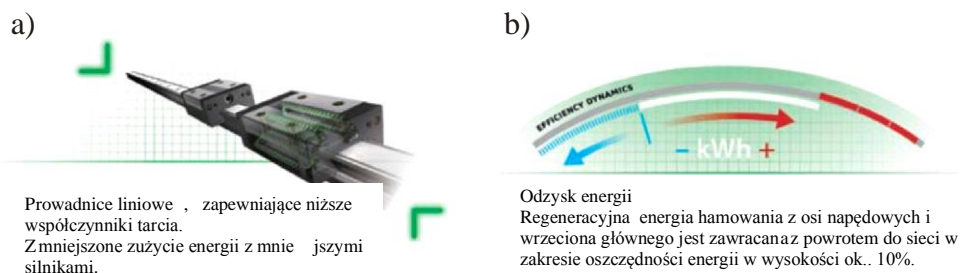 a)
Prowadnice liniowe , zapewniające niższe
współczynniki tarcia.
Zmniejszone zużycie energii z mnie jszymi
silnikami.
b)
EFFICIENCY DYNAMICS
– kWh +
Odzysk energii
Regeneracyjna energia hamowania z osi napędowych i
wrzeciona głównego jest zawracana z powrotem do sieci w
zakresie oszczędności energii w wysokości ok.. 10%.